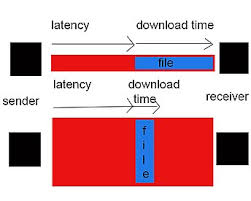 latency
download time
file
latency
download
time
sender
receiver
f
i
l
e